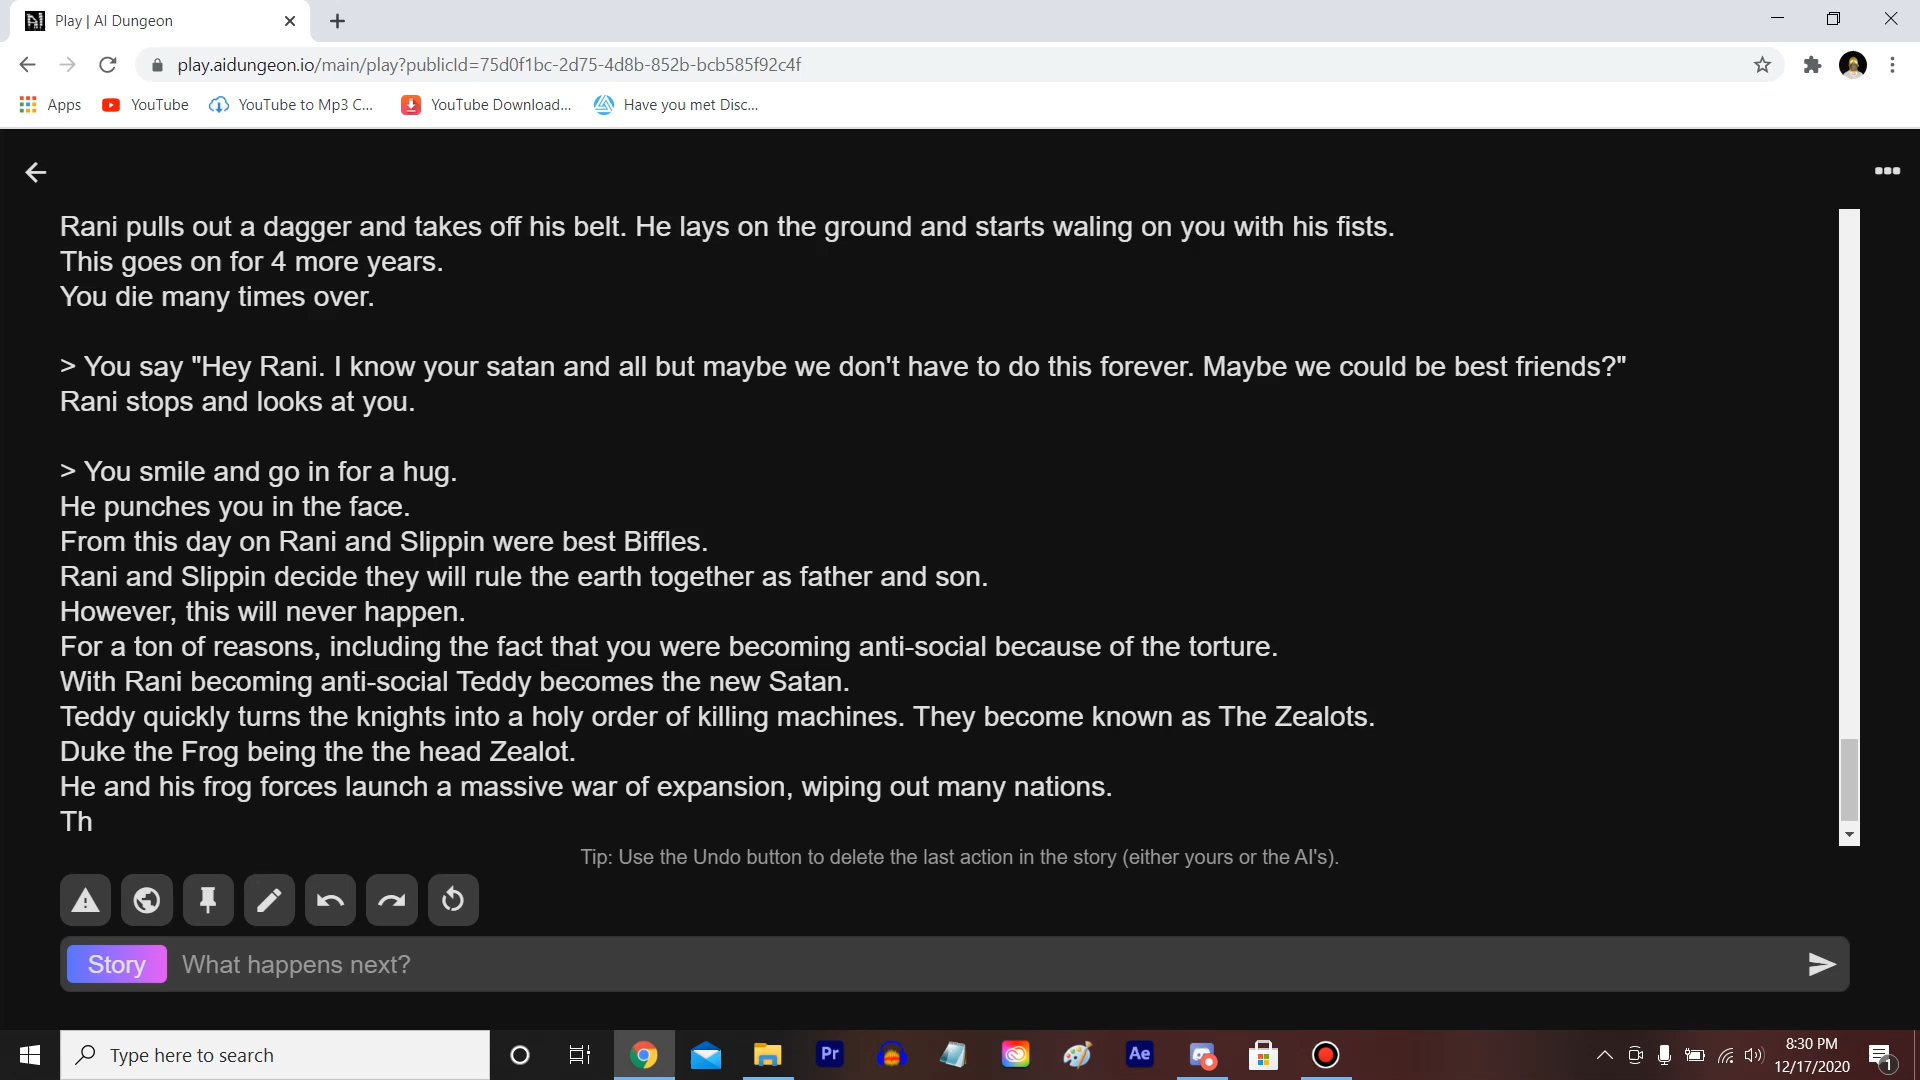 Play | AI Dungeon
play.aidungeon.io/main/play?publicId=75d0f1bc-2d75-4d8b-852b-bcb585f92c4f
Apps YouTube YouTube to Mp3 C... YouTube Download... Have you met Disc...
Rani pulls out a dagger and takes off his belt. He lays on the ground and starts waling on you with his fists.
This goes on for 4 more years.
You die many times over.
> You say "Hey Rani. I know your satan and all but maybe we don't have to do this forever. Maybe we could be best friends?"
Rani stops and looks at you.
> You smile and go in for a hug.
He punches you in the face.
From this day on Rani and Slippin were best Biffles.
Rani and Slippin decide they will rule the earth together as father and son.
However, this will never happen.
For a ton of reasons, including the fact that you were becoming anti-social because of the torture.
With Rani becoming anti-social Teddy becomes the new Satan.
Teddy quickly turns the knights into a holy order of killing machines. They become known as The Zealots.
Duke the Frog being the the head Zealot.
He and his frog forces launch a massive war of expansion, wiping out many nations.
Th
Tip: Use the Undo button to delete the last action in the story (either yours or the AI's).
Story What happens next?
Type here to search
Pr
Ae
8:30 PM
12/17/2020
1